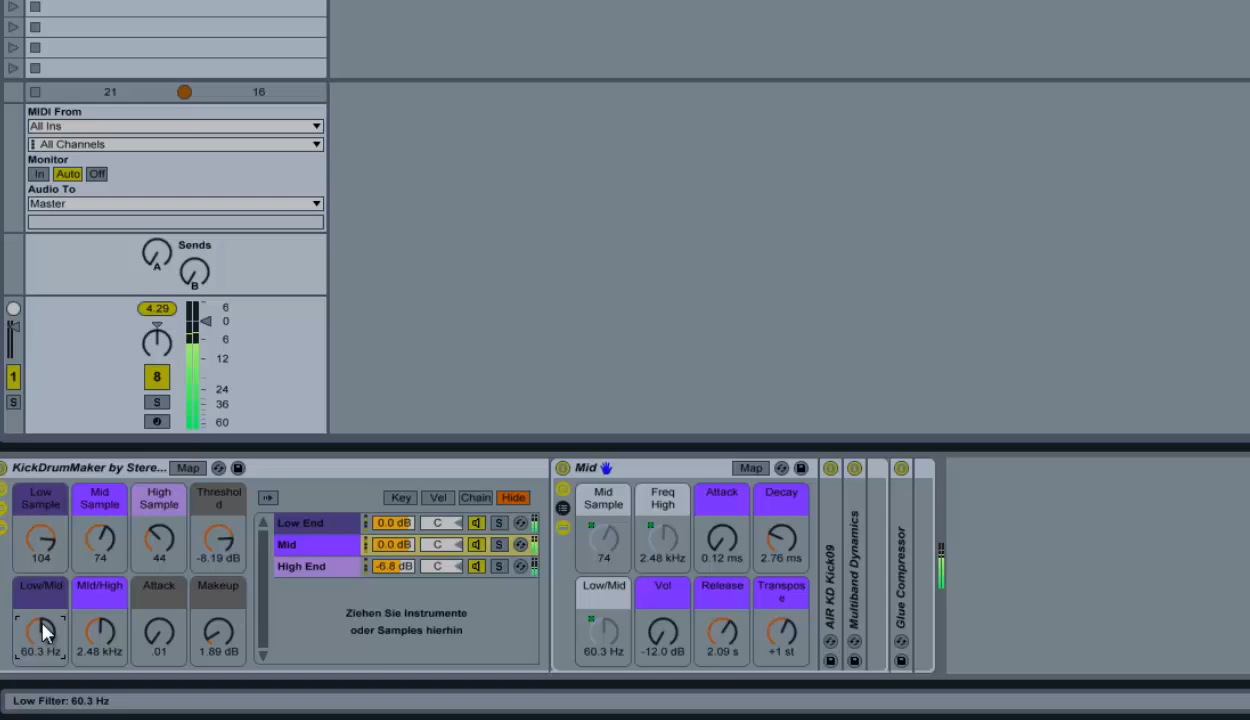 21 16
MIDI From
All Ins
All Channels
Monitor
In Auto Off
Audio To
Master
Sends
A
B
4.29
6
0
6
12
8
24
1
S S 36
60
KickDrumMaker by Stere... Map
Mid Map
Low Sample
Mid Sample
High Sample
Threshol d
104 74 44 -8.19 dB
Low/Mid MId/High Attack Makeup
60.3 Hz 2.48 kHz .01 1.89 dB
Key Vel Chain Hide
Low End 0.0 dB C S
Mid 0.0 dB C S
High End -6.8 dB C S
Ziehen Sie Instrumente
oder Samples hierhin
Mid Sample
Freq High
Attack
Decay
74 2.48 kHz 0.12 ms 2.76 ms
Low/Mid Vol Release Transpos e
60.3 Hz -12.0 dB 2.09 s +1 st
AIR KD Kick09
Multiband Dynamics
Glue Compressor
Low Filter: 60.3 Hz